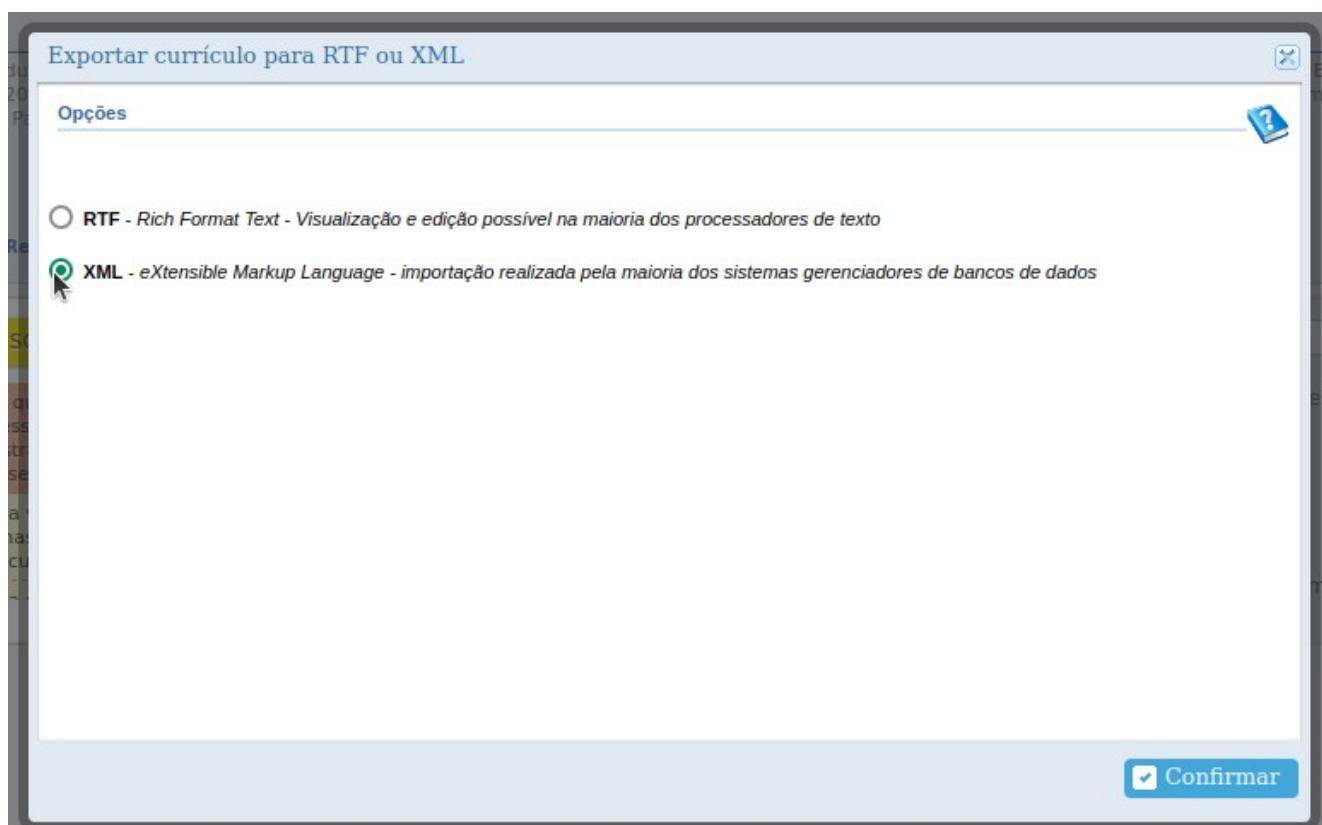 Exportar currículo para RTF ou XML
Opções
RTF - Rich Format Text - Visualização e edição possível na maioria dos processadores de texto
XML - eXtensible Markup Language - importação realizada pela maioria dos sistemas gerenciadores de bancos de dados
Confirmar